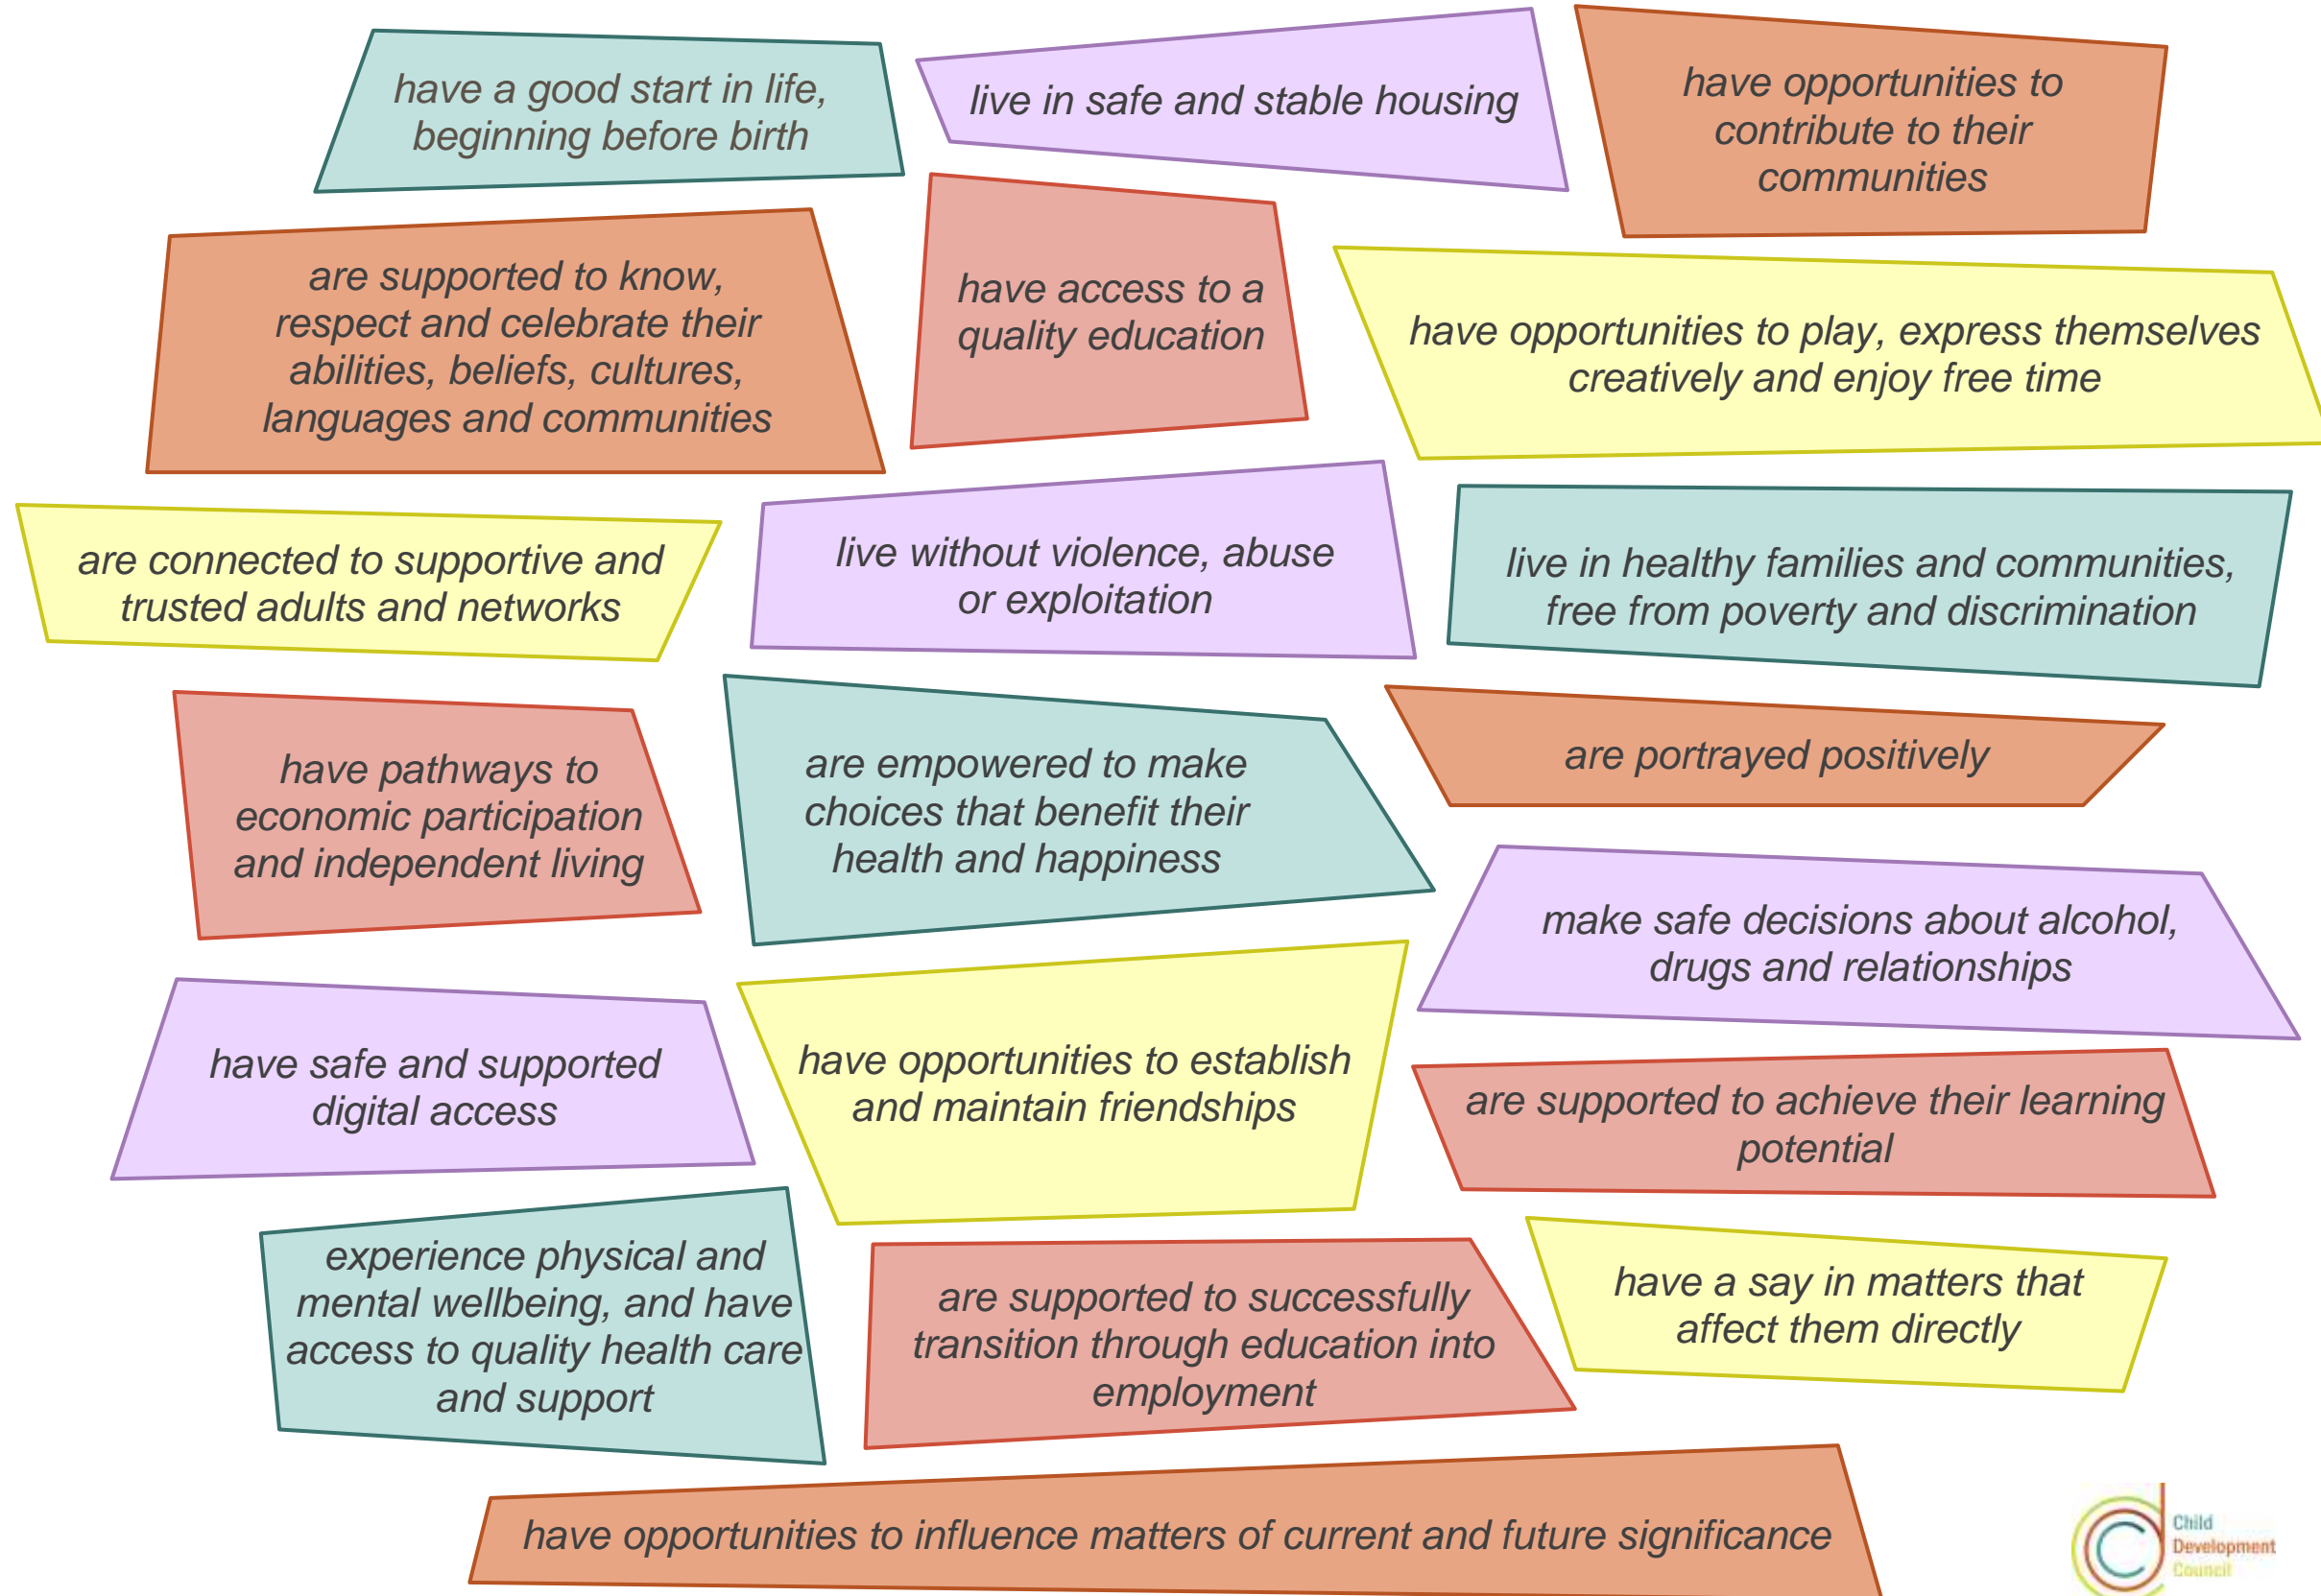 have a good start in life,
beginning before birth
live in safe and stable housing
have opportunities to
contribute to their
communities
are supported to know,
respect and celebrate their
abilities, beliefs, cultures,
languages and communities
have access to a
quality education
have opportunities to play, express themselves
creatively and enjoy free time
are connected to supportive and
trusted adults and networks
live without violence, abuse
or exploitation
live in healthy families and communities,
free from poverty and discrimination
have pathways to
economic participation
and independent living
are empowered to make
choices that benefit their
health and happiness
are portrayed positively
make safe decisions about alcohol,
drugs and relationships
have safe and supported
digital access
have opportunities to establish
and maintain friendships
are supported to achieve their learning
potential
experience physical and
mental wellbeing, and have
access to quality health care
and support
are supported to successfully
transition through education into
employment
have a say in matters that
affect them directly
have opportunities to influence matters of current and future significance
Child
Development
Council